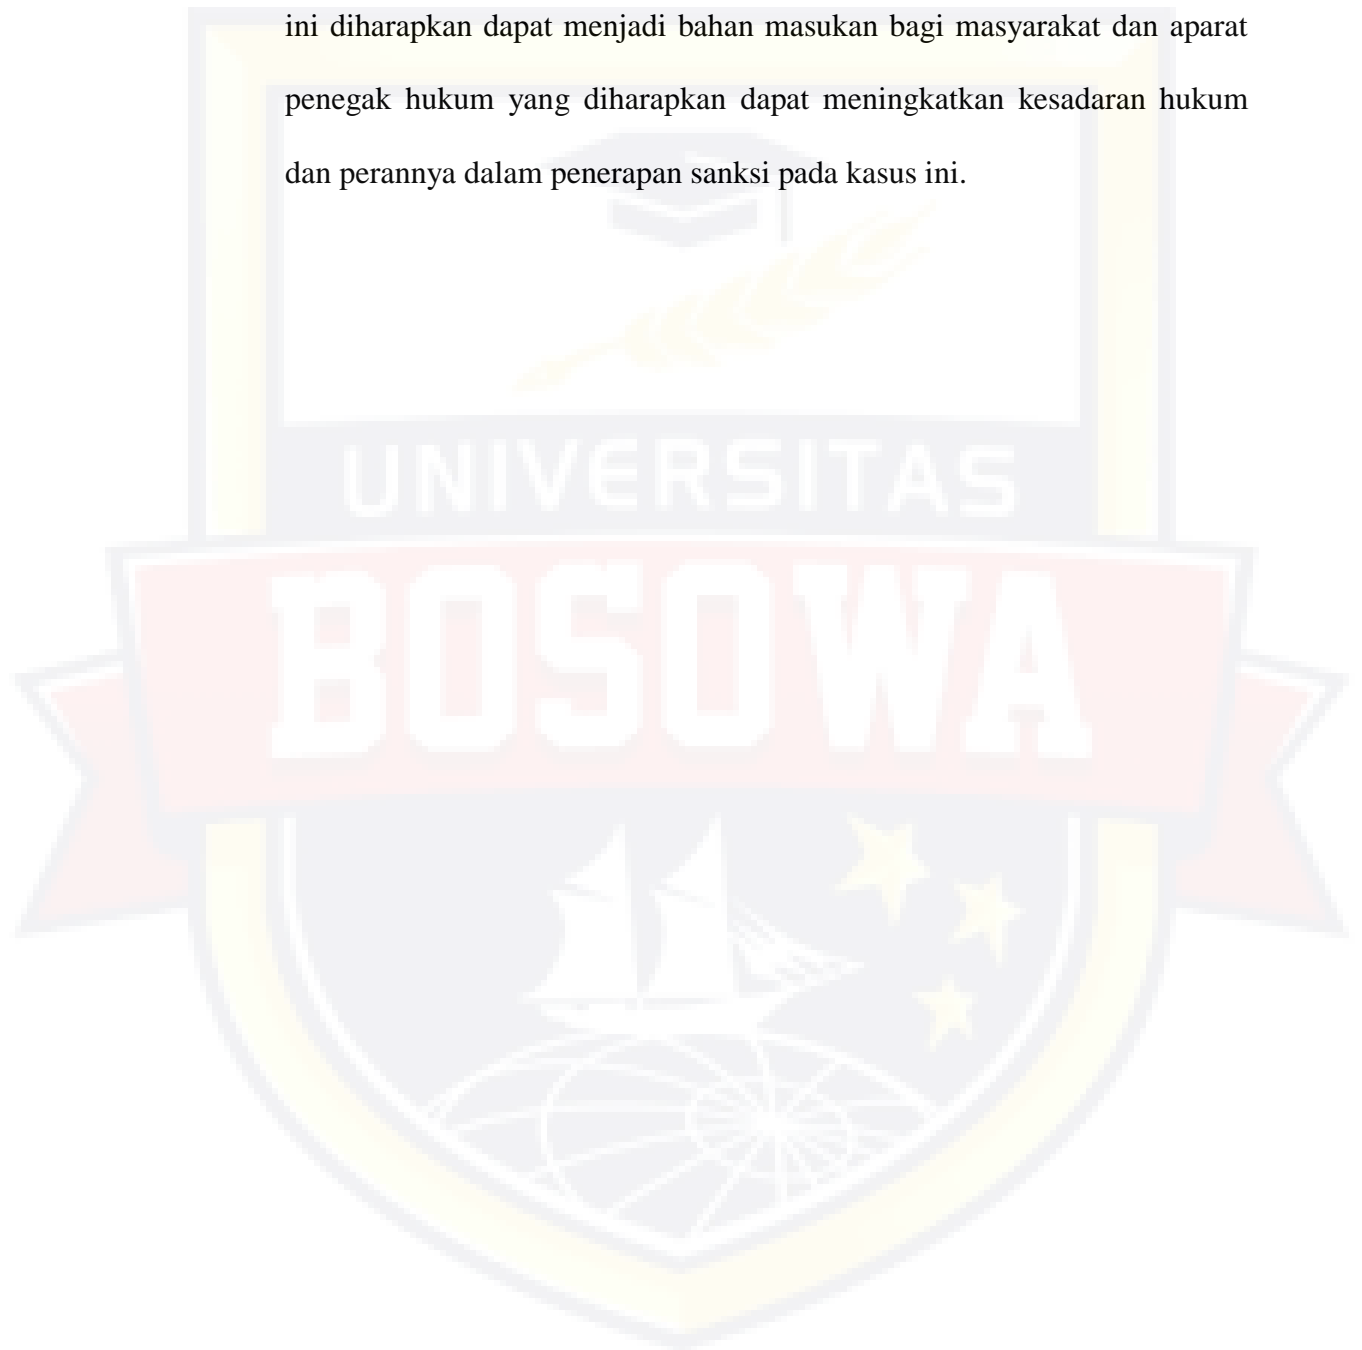 ini diharapkan dapat menjadi bahan masukan bagi masyarakat dan aparat
penegak hukum yang diharapkan dapat meningkatkan kesadaran hukum
dan perannya dalam penerapan sanksi pada kasus ini.
UNIVERSITAS
BOSOWA